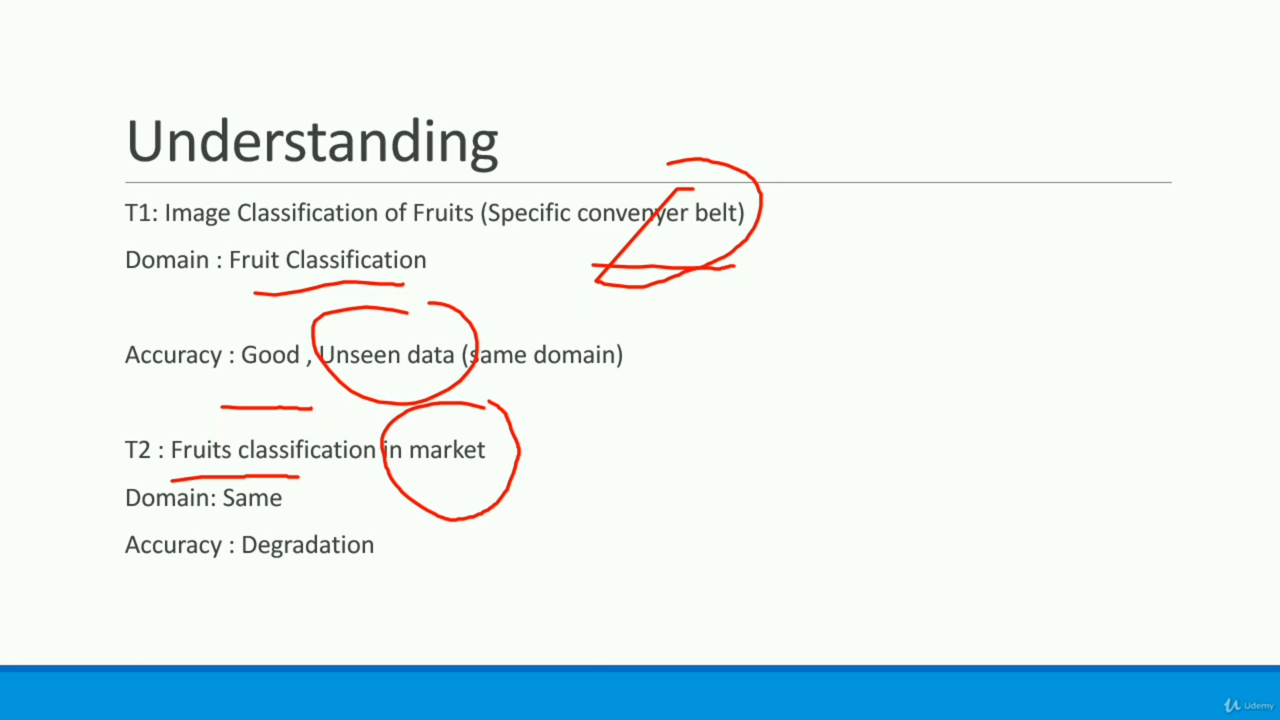 Understanding
T1: Image Classification of Fruits (Specific convenyer belt)
Domain : Fruit Classification
Accuracy : Good , Unseen data (same domain)
T2 : Fruits classification in market
Domain: Same
Accuracy : Degradation
Udemy